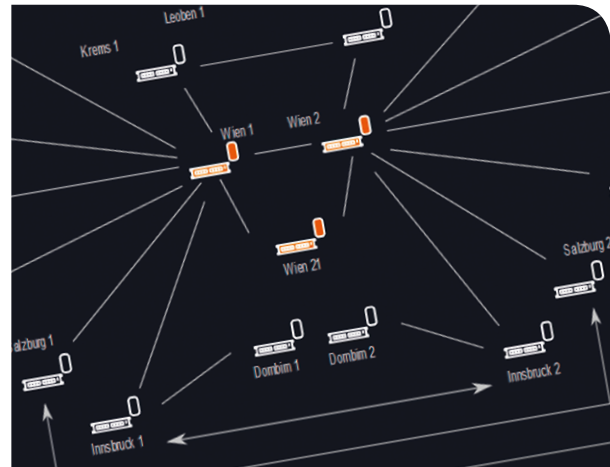 Leoben 1
Krems 1
Wien 1
Wien 2
Wien 21
Salzburg 2
alzburg 1
Dornbirn 1
Dornbirn 2
Innsbruck 2
Innsbruck 1